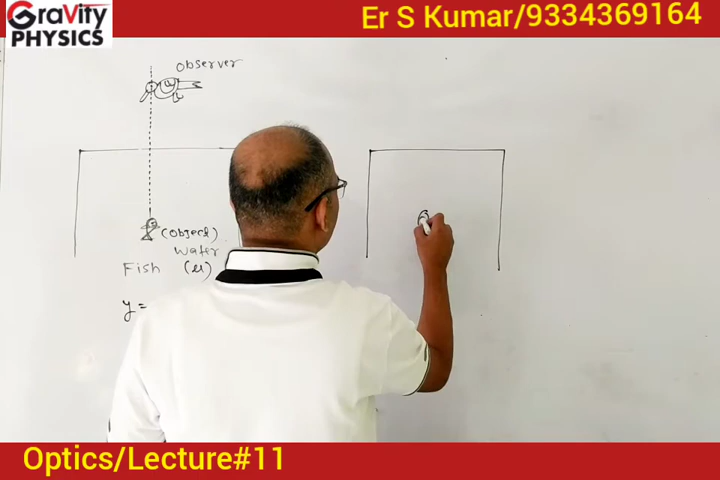 GraVity
PHYSICS
Er S Kumar/9334369164
Observer
(Object)
Water
Fish (μ)
y =
Optics/Lecture#11